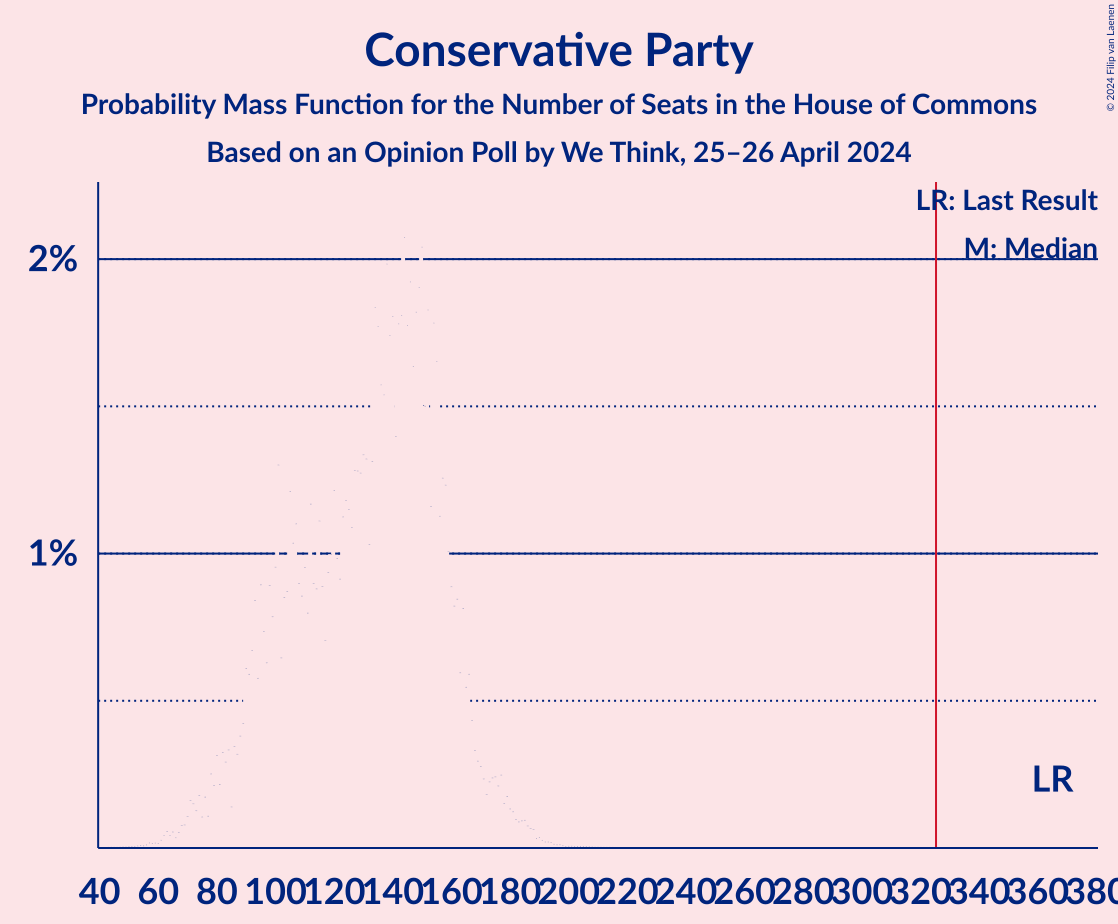 Conservative Party
Probability Mass Function for the Number of Seats in the House of Commons
Based on an Opinion Poll by We Think, 25–26 April 2024
© 2024 Filip van Laenen
LR: Last Result
M: Median
2%
1%
LR
40 60 80 100 120 140 160 180 200 220 240 260 280 300 320 340 360 380